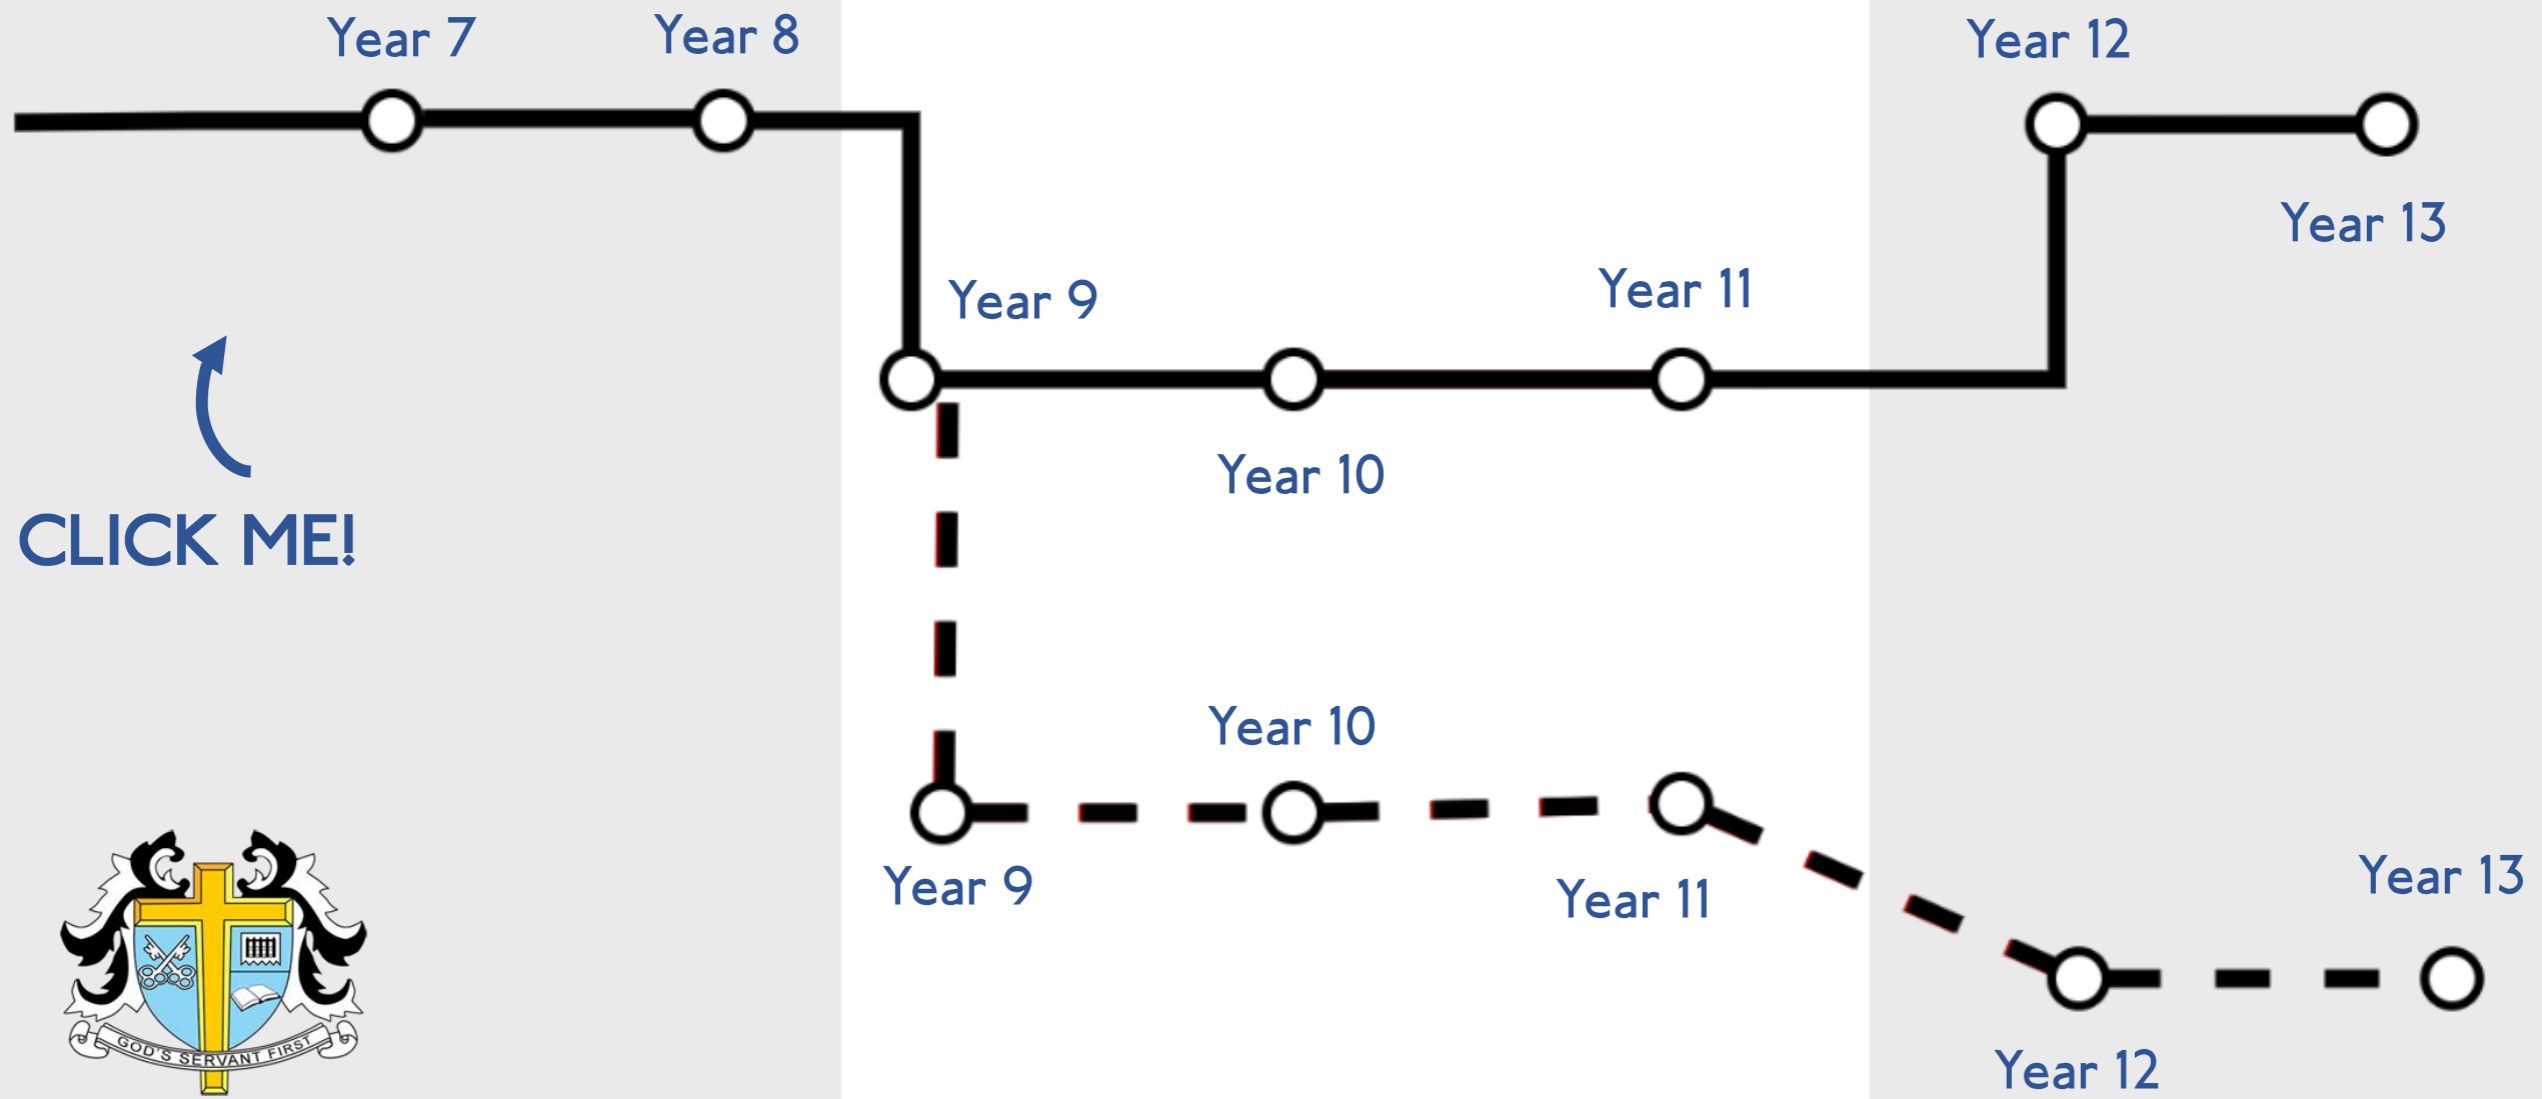 Year 7
Year 8
Year 12
Year 13
Year 9
Year 11
Year 10
CLICK ME!
Year 10
Year 9
Year 11
Year 13
Year 12
GOD'S SERVANT FIRST